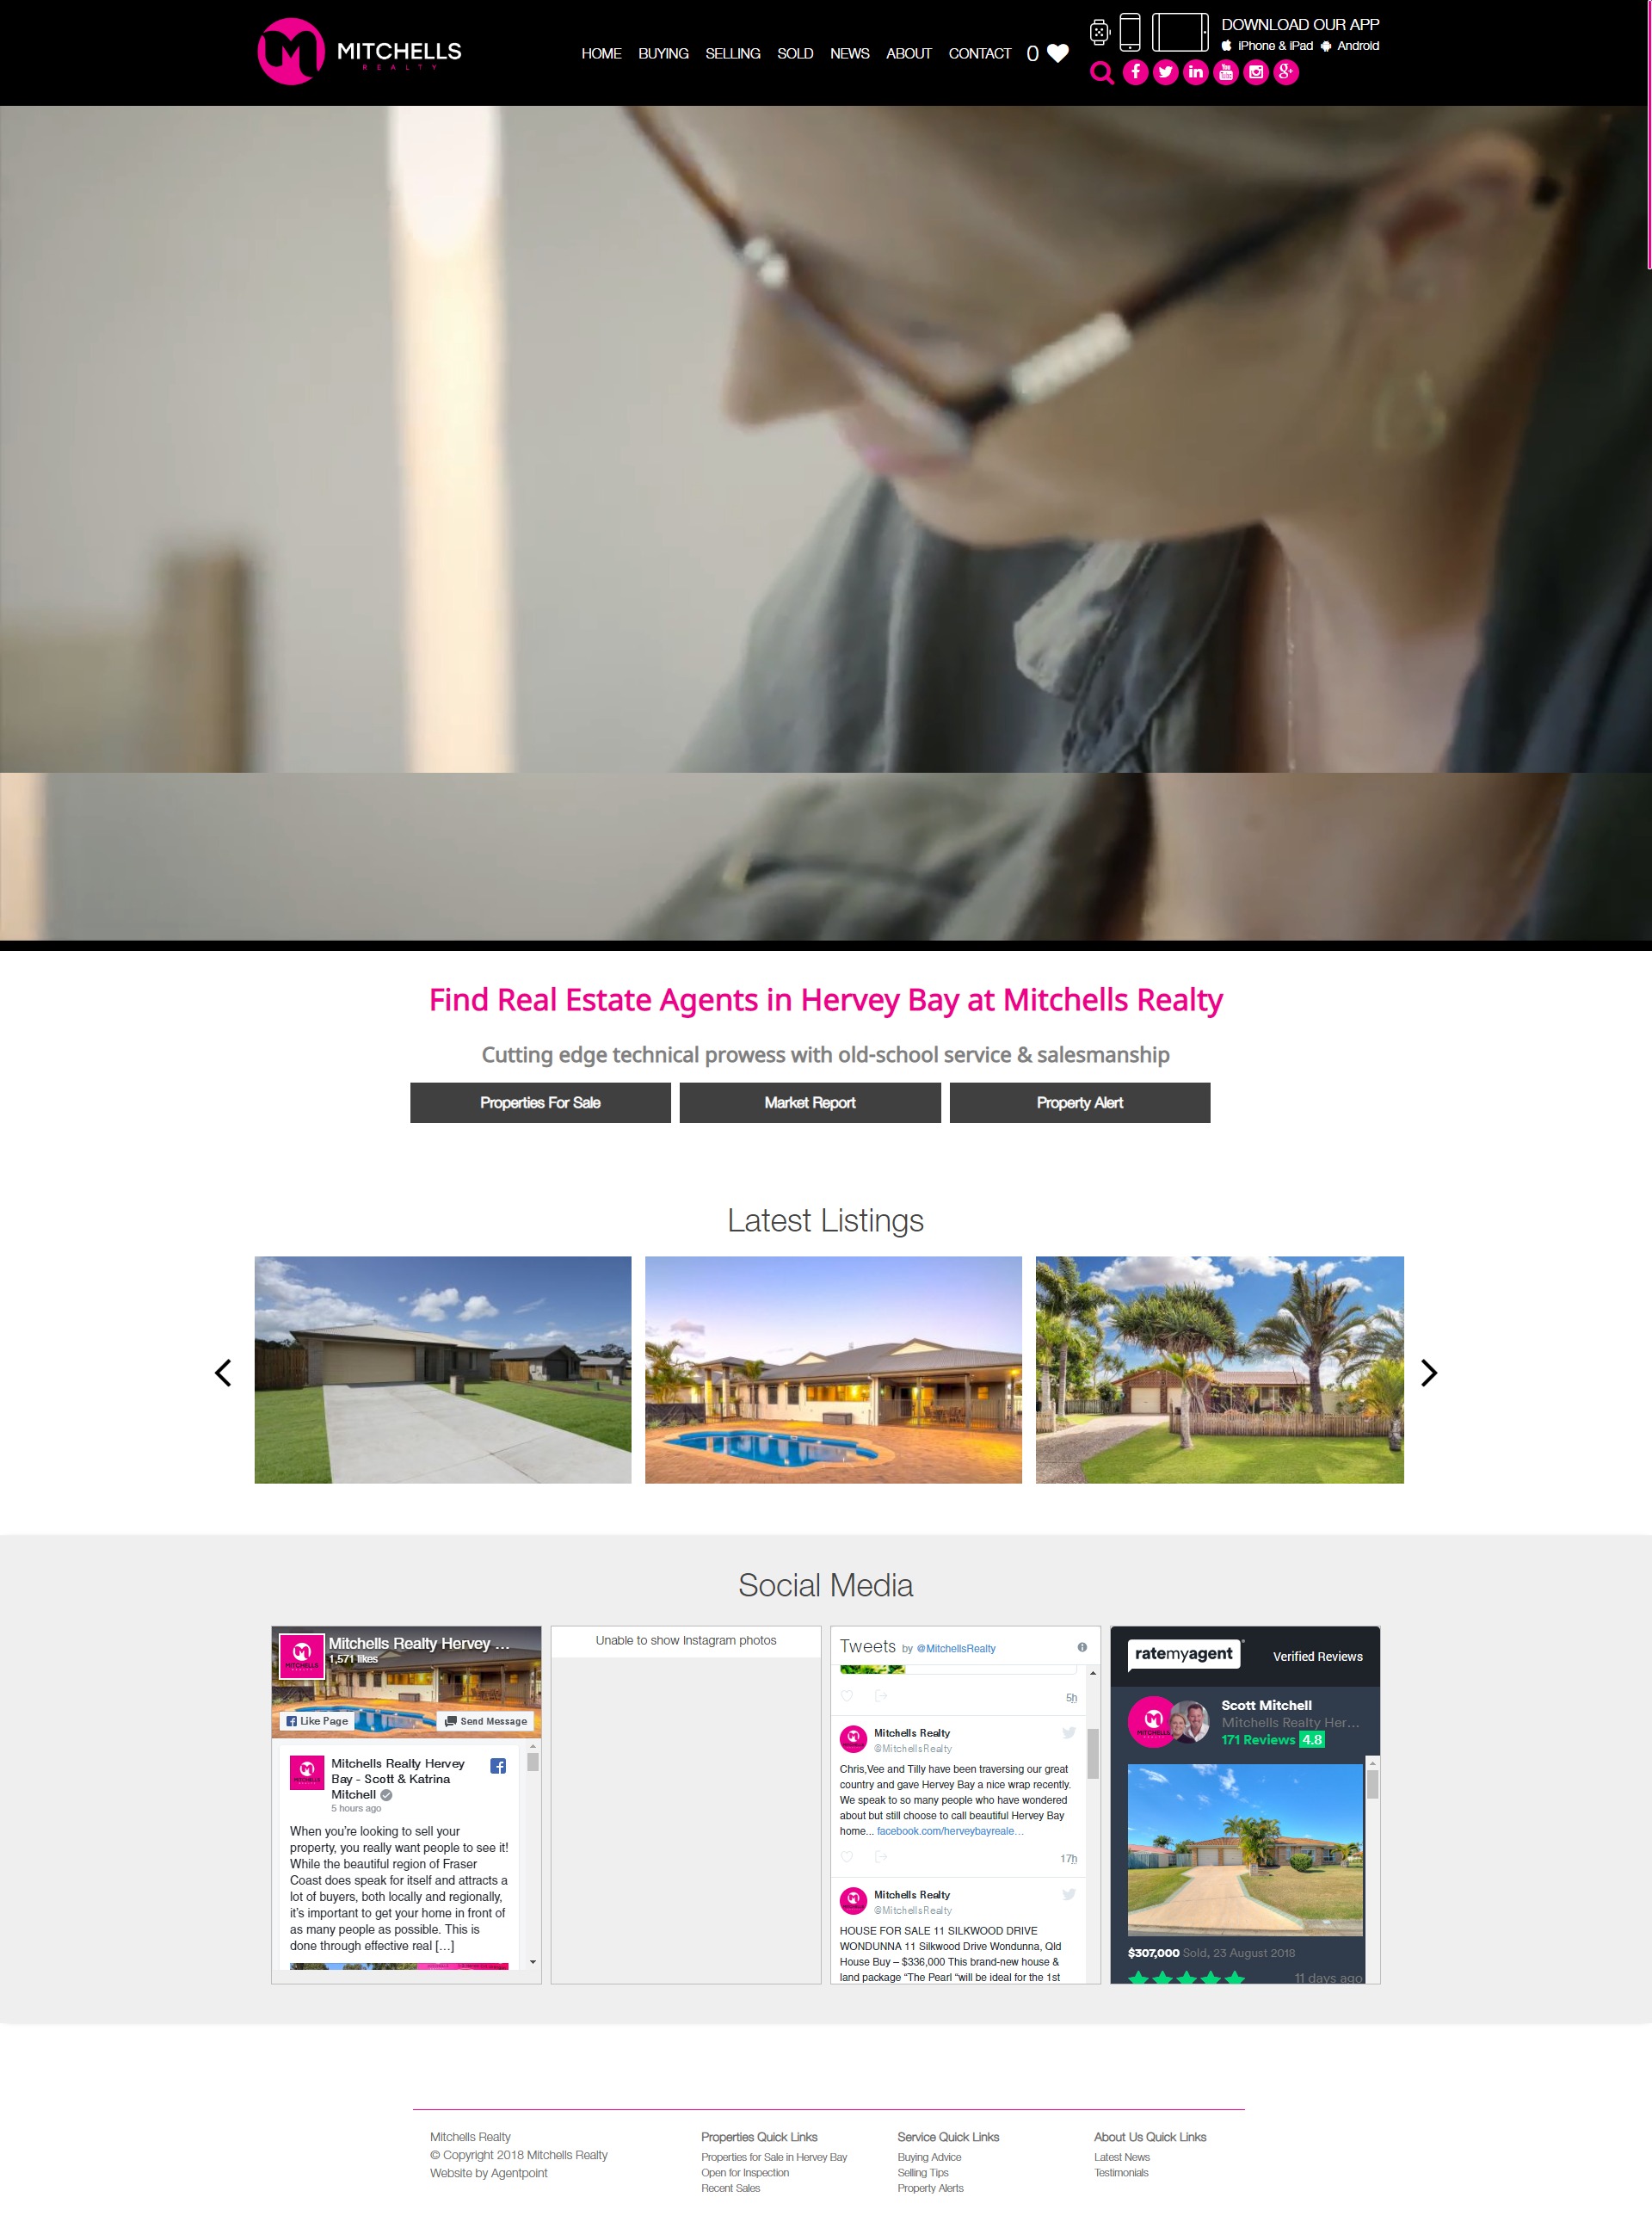 MITCHELLS
REALTY
HOME BUYING SELLING SOLD NEWS ABOUT CONTACT 0
DOWNLOAD OUR APP
iPhone & iPad Android
Find Real Estate Agents in Hervey Bay at Mitchells Realty
Cutting edge technical prowess with old-school service & salesmanship
Properties For Sale
Market Report
Property Alert
Latest Listings
Social Media
Mitchells Realty Hervey ...
1,571 likes
Like Page
Send Message
Mitchells Realty Hervey
Bay - Scott & Katrina
Mitchell
5 hours ago
When you're looking to sell your
property, you really want people to see it!
While the beautiful region of Fraser
Coast does speak for itself and attracts a
lot of buyers, both locally and regionally,
it's important to get your home in front of
as many people as possible. This is
done through effective real [...]
Unable to show Instagram photos
Tweets by @MitchellsRealty
5h
Mitchells Realty
@MitchellsRealty
Chris,Vee and Tilly have been traversing our great
country and gave Hervey Bay a nice wrap recently.
We speak to so many people who have wondered
about but still choose to call beautiful Hervey Bay
home... facebook.com/herveybayreale...
17h
Mitchells Realty
@MitchellsRealty
HOUSE FOR SALE 11 SILKWOOD DRIVE
WONDUNNA 11 Silkwood Drive Wondunna, Qld
House Buy – $336,000 This brand-new house &
land package "The Pearl "will be ideal for the 1st
ratemyagent
Verified Reviews
Scott Mitchell
Mitchells Realty Her...
171 Reviews 4.8
$307,000 Sold, 23 August 2018
11 days ago
Mitchells Realty
© Copyright 2018 Mitchells Realty
Website by Agentpoint
Properties Quick Links
Properties for Sale in Hervey Bay
Open for Inspection
Recent Sales
Service Quick Links
Buying Advice
Selling Tips
Property Alerts
About Us Quick Links
Latest News
Testimonials